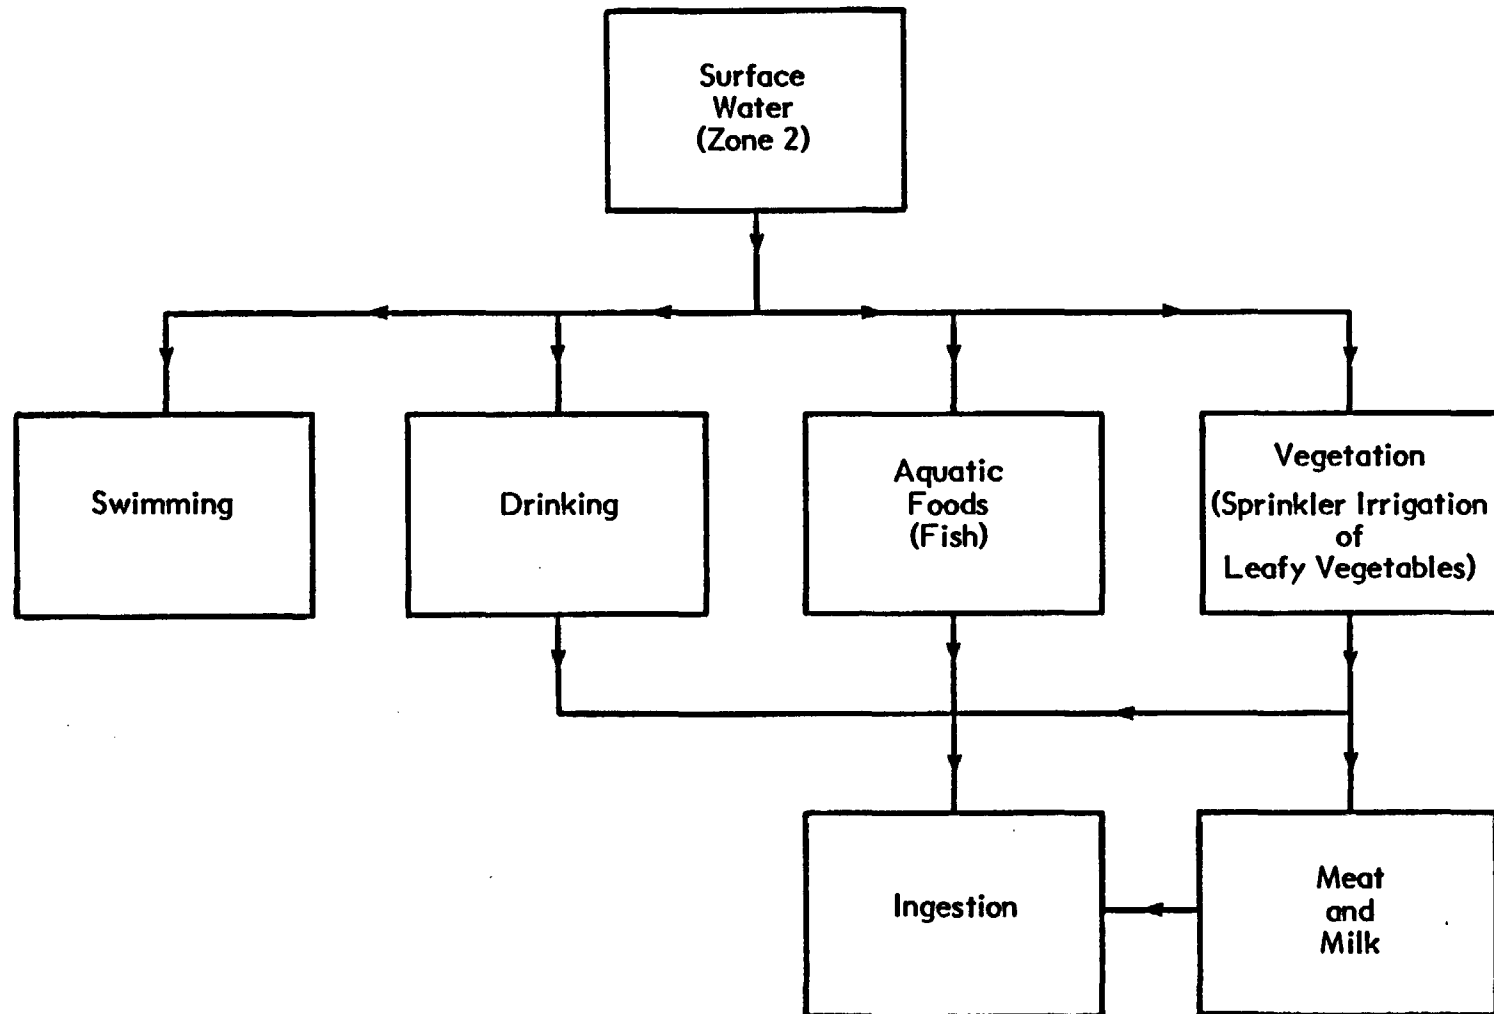 Surface
Water
(Zone 2)
Swimming
Drinking
Aquatic
Foods
(Fish)
Vegetation
(Sprinkler Irrigation
of
Leafy Vegetables)
Ingestion
Meat
and
Milk